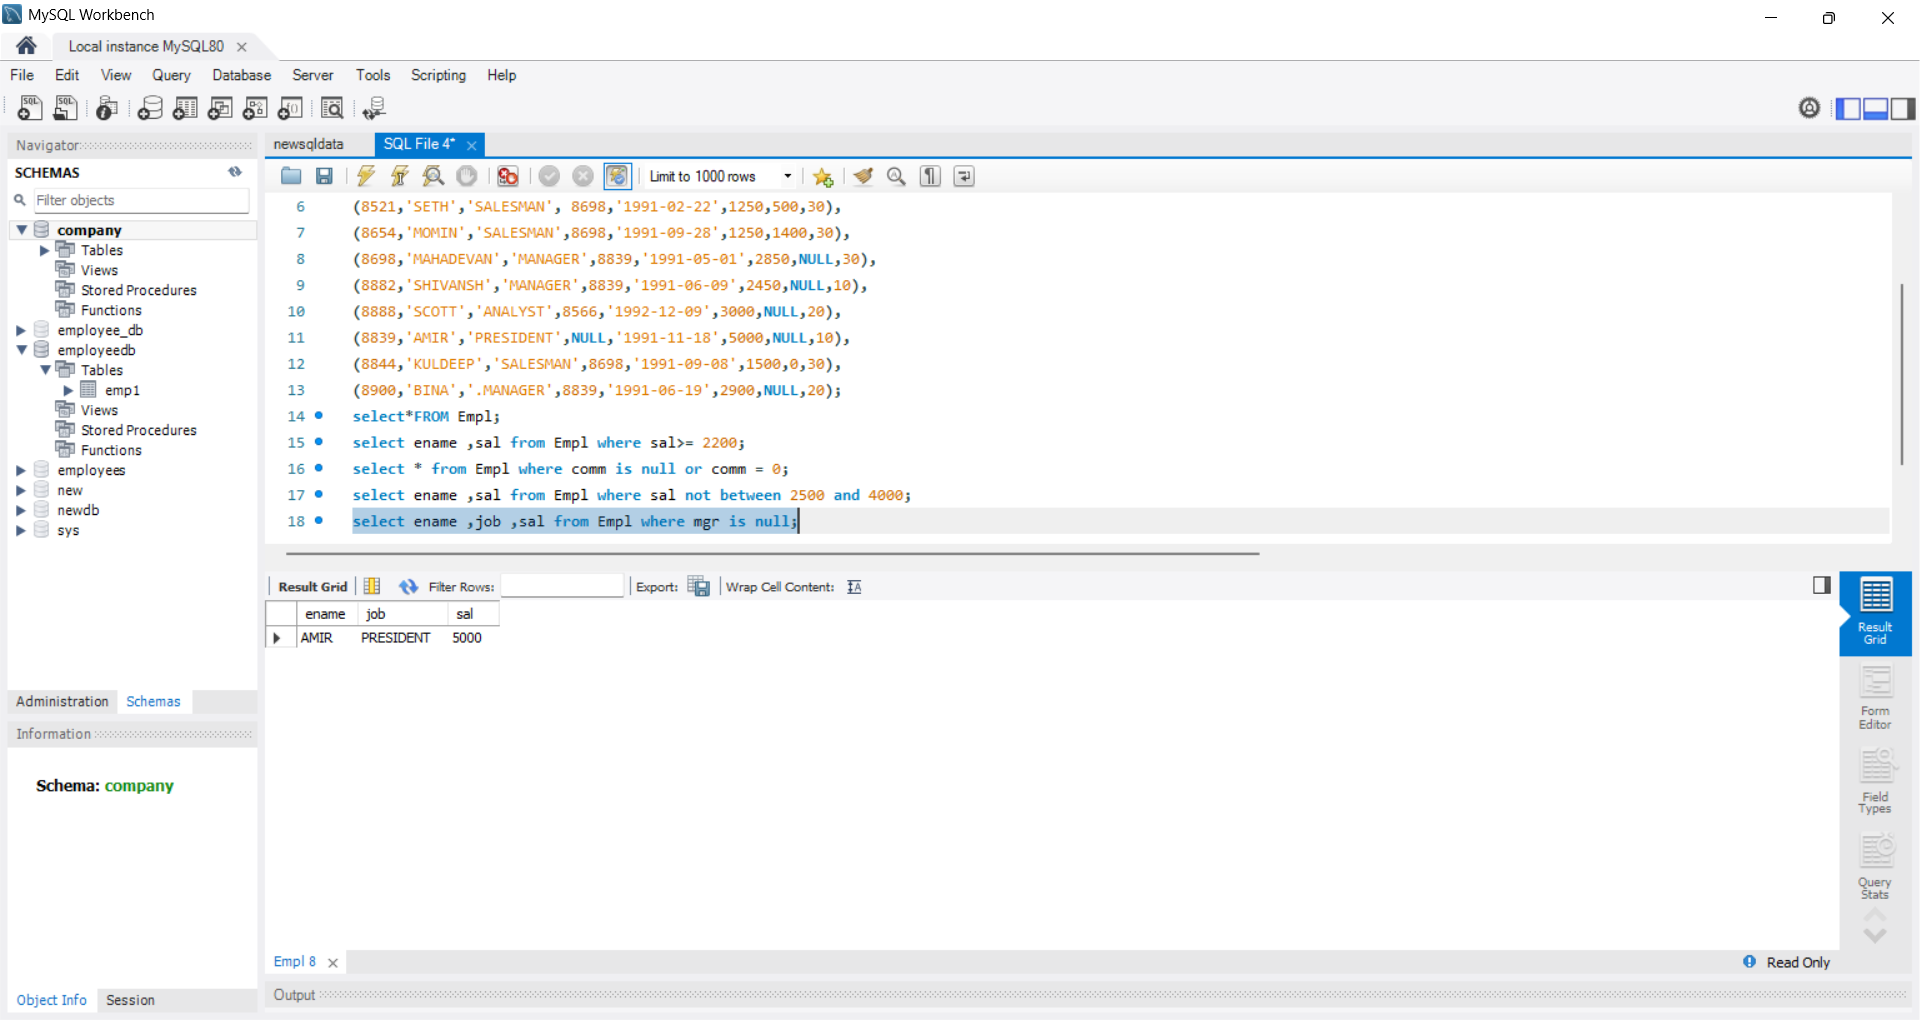 MySQL Workbench
Local instance MySQL80
File Edit View Query Database Server Tools Scripting Help
Navigator
SCHEMAS
Filter objects
company
Tables
Views
Stored Procedures
Functions
employee_db
employeedb
Tables
emp1
Views
Stored Procedures
Functions
employees
new
newdb
sys
Administration Schemas
Information
Schema: company
Object Info Session
newsqldata SQL File 4*
Limit to 1000 rows
6 (8521,'SETH','SALESMAN', 8698,'1991-02-22',1250,500,30),
7 (8654,'MOMIN','SALESMAN',8698,'1991-09-28',1250,1400,30),
8 (8698,'MAHADEVAN','MANAGER',8839,'1991-05-01',2850,NULL,30),
9 (8882,'SHIVANSH','MANAGER',8839,'1991-06-09',2450,NULL,10),
10 (8888,'SCOTT','ANALYST',8566,'1992-12-09',3000,NULL,20),
11 (8839,'AMIR','PRESIDENT',NULL,'1991-11-18',5000,NULL,10),
12 (8844,'KULDEEP','SALESMAN',8698,'1991-09-08',1500,0,30),
13 (8900,'BINA','.MANAGER',8839,'1991-06-19',2900,NULL,20);
14 select*FROM Empl;
15 select ename ,sal from Empl where sal>= 2200;
16 select * from Empl where comm is null or comm = 0;
17 select ename ,sal from Empl where sal not between 2500 and 4000;
18 select ename ,job ,sal from Empl where mgr is null;
Result Grid Filter Rows: Export: Wrap Cell Content:
ename job sal
AMIR PRESIDENT 5000
Result
Grid
Form
Editor
Field
Types
Query
Stats
Empl 8 Read Only
Output